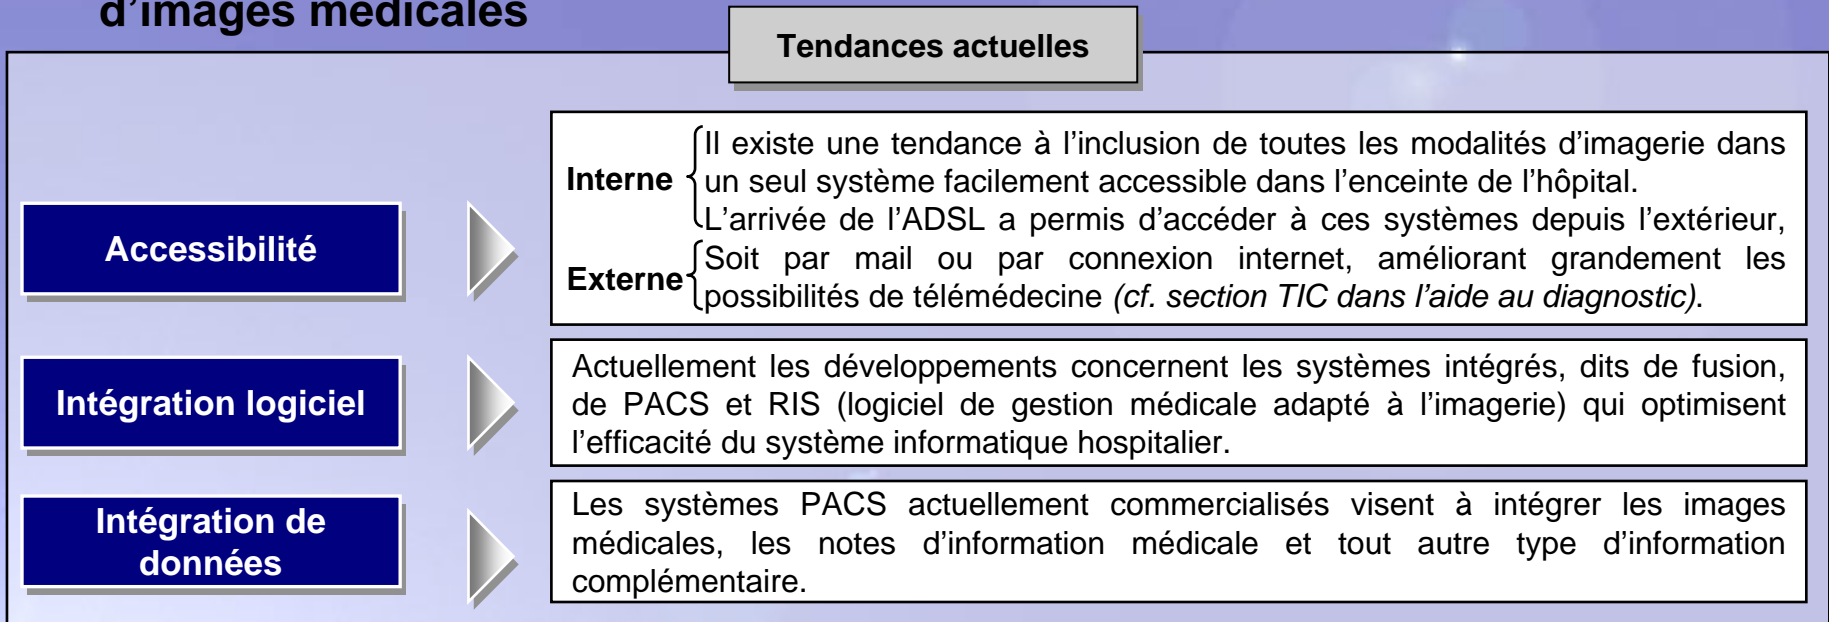 d’images médicales
Tendances actuelles
Accessibilité
Interne
Il existe une tendance à l’inclusion de toutes les modalités d’imagerie dans
un seul système facilement accessible dans l’enceinte de l’hôpital.
L’arrivée de l’ADSL a permis d’accéder à ces systèmes depuis l’extérieur,
Externe
Soit par mail ou par connexion internet, améliorant grandement les
possibilités de télémédecine (cf. section TIC dans l’aide au diagnostic).
Intégration logiciel
Actuellement les développements concernent les systèmes intégrés, dits de fusion,
de PACS et RIS (logiciel de gestion médicale adapté à l’imagerie) qui optimisent
l’efficacité du système informatique hospitalier.
Intégration de
données
Les systèmes PACS actuellement commercialisés visent à intégrer les images
médicales, les notes d’information médicale et tout autre type d’information
complémentaire.